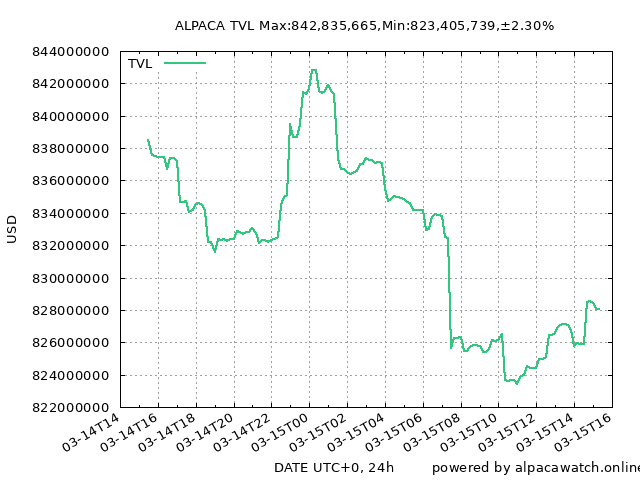 ALPACA TVL Max:842,835,665,Min:823,405,739,±2.30%
TVL
844000000
842000000
840000000
838000000
836000000
834000000
832000000
830000000
828000000
826000000
824000000
822000000
USD
03-14T14
03-14T16
03-14T18
03-14T20
03-14T22
03-15T00
03-15T02
03-15T04
03-15T06
03-15T08
03-15T10
03-15T12
03-15T14
03-15T16
DATE UTC+0, 24h
powered by alpacawatch.online